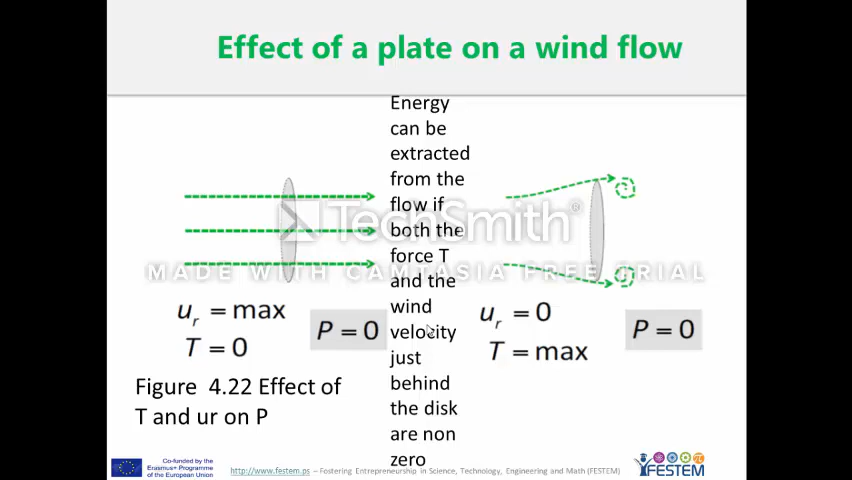 Effect of a plate on a wind flow
Energy
can be
extracted
from the
flow if
both the
force T
and the
wind
velocity
just
behind
the disk
are non
zero
TechSmith®
MADE WITH CAMTASIA FREE TRIAL
u_r = max
T = 0
P = 0
u_r = 0
T = max
P = 0
Figure 4.22 Effect of
T and ur on P
Co-funded by the
Erasmus+ Programme
of the European Union
http://www.festem.ps – Fostering Entrepreneurship in Science, Technology, Engineering and Math (FESTEM)
FESTEM